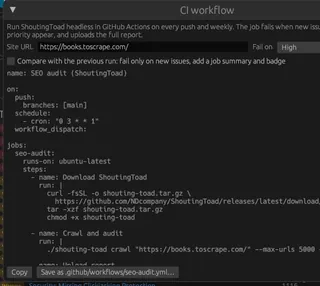 CI workflow
Run ShoutingToad headless in GitHub Actions on every push and weekly. The job fails when new issu
priority appear, and uploads the full report.
Site URL https://books.toscrape.com/ Fail on High
Compare with the previous run: fail only on new issues, add a job summary and badge
name: SEO audit (ShoutingToad)
on:
push:
branches: [main]
schedule:
- cron: "0 3 * * 1"
workflow_dispatch:
jobs:
seo-audit:
runs-on: ubuntu-latest
steps:
- name: Download ShoutingToad
run: |
curl -fsSL -o shouting-toad.tar.gz \
https://github.com/NDcompany/ShoutingToad/releases/latest/download,
tar -xzf shouting-toad.tar.gz
chmod +x shouting-toad
- name: Crawl and audit
run: |
./shouting-toad crawl "https://books.toscrape.com/" --max-urls 5000
- name: Upload report
Copy Save as .github/workflows/seo-audit.yml...